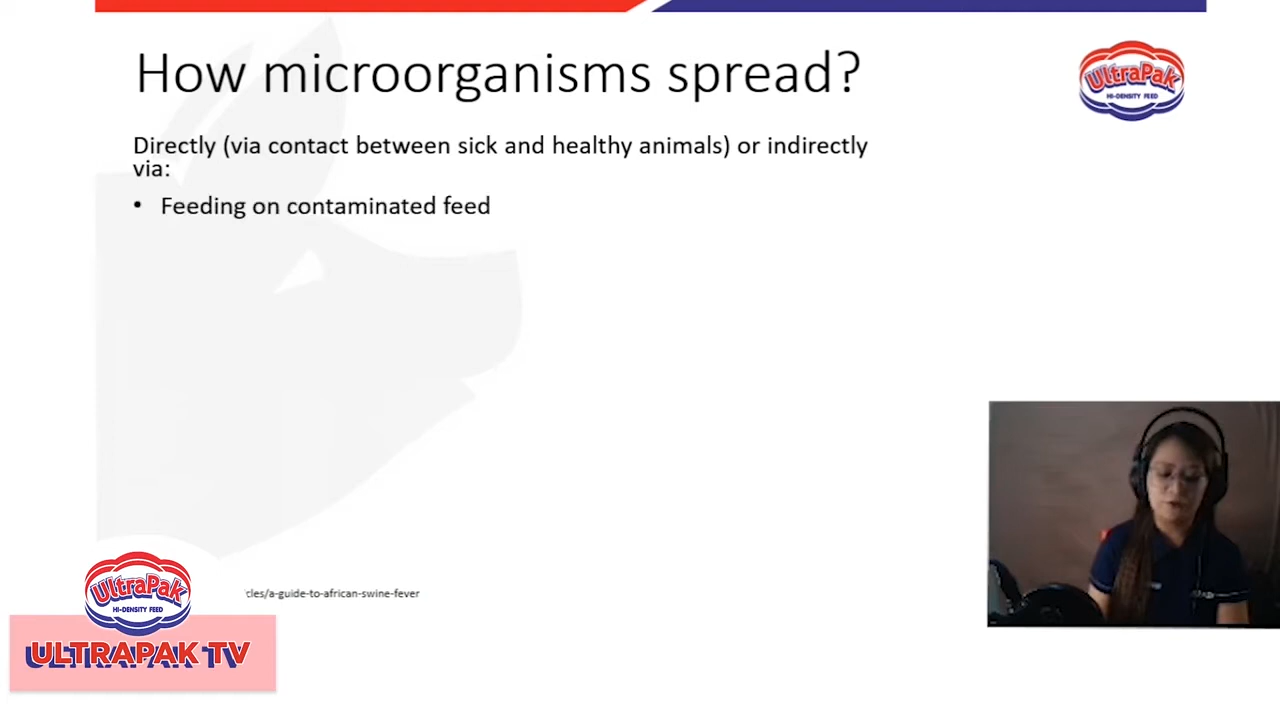 How microorganisms spread?
UltraPak
HI-DENSITY FEED
Directly (via contact between sick and healthy animals) or indirectly
via:
• Feeding on contaminated feed
UltraPak
HI-DENSITY FEED
cles/a-guide-to-african-swine-fever
ULTRAPAK TV